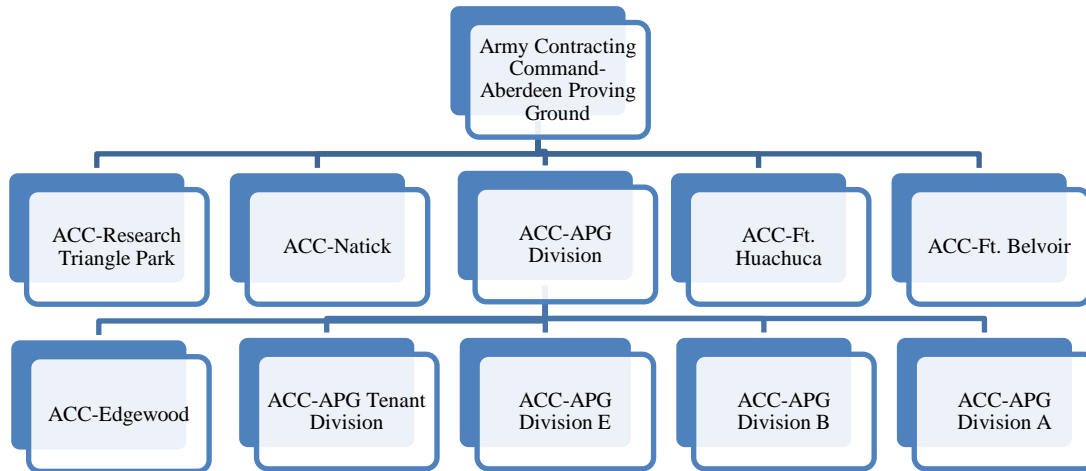 Army Contracting
Command-
Aberdeen Proving
Ground
ACC-Research
Triangle Park
ACC-Natick
ACC-APG
Division
ACC-Ft.
Huachuca
ACC-Ft. Belvoir
ACC-Edgewood
ACC-APG Tenant
Division
ACC-APG
Division E
ACC-APG
Division B
ACC-APG
Division A